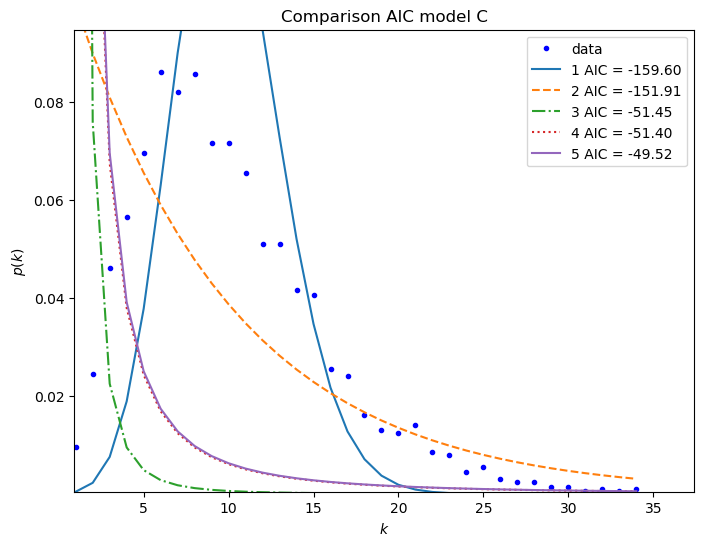 Comparison AIC model C
data
1 AIC = -159.60
2 AIC = -151.91
3 AIC = -51.45
4 AIC = -51.40
5 AIC = -49.52
0.08
0.06
0.04
0.02
p(k)
5 10 15 20 25 30 35
k